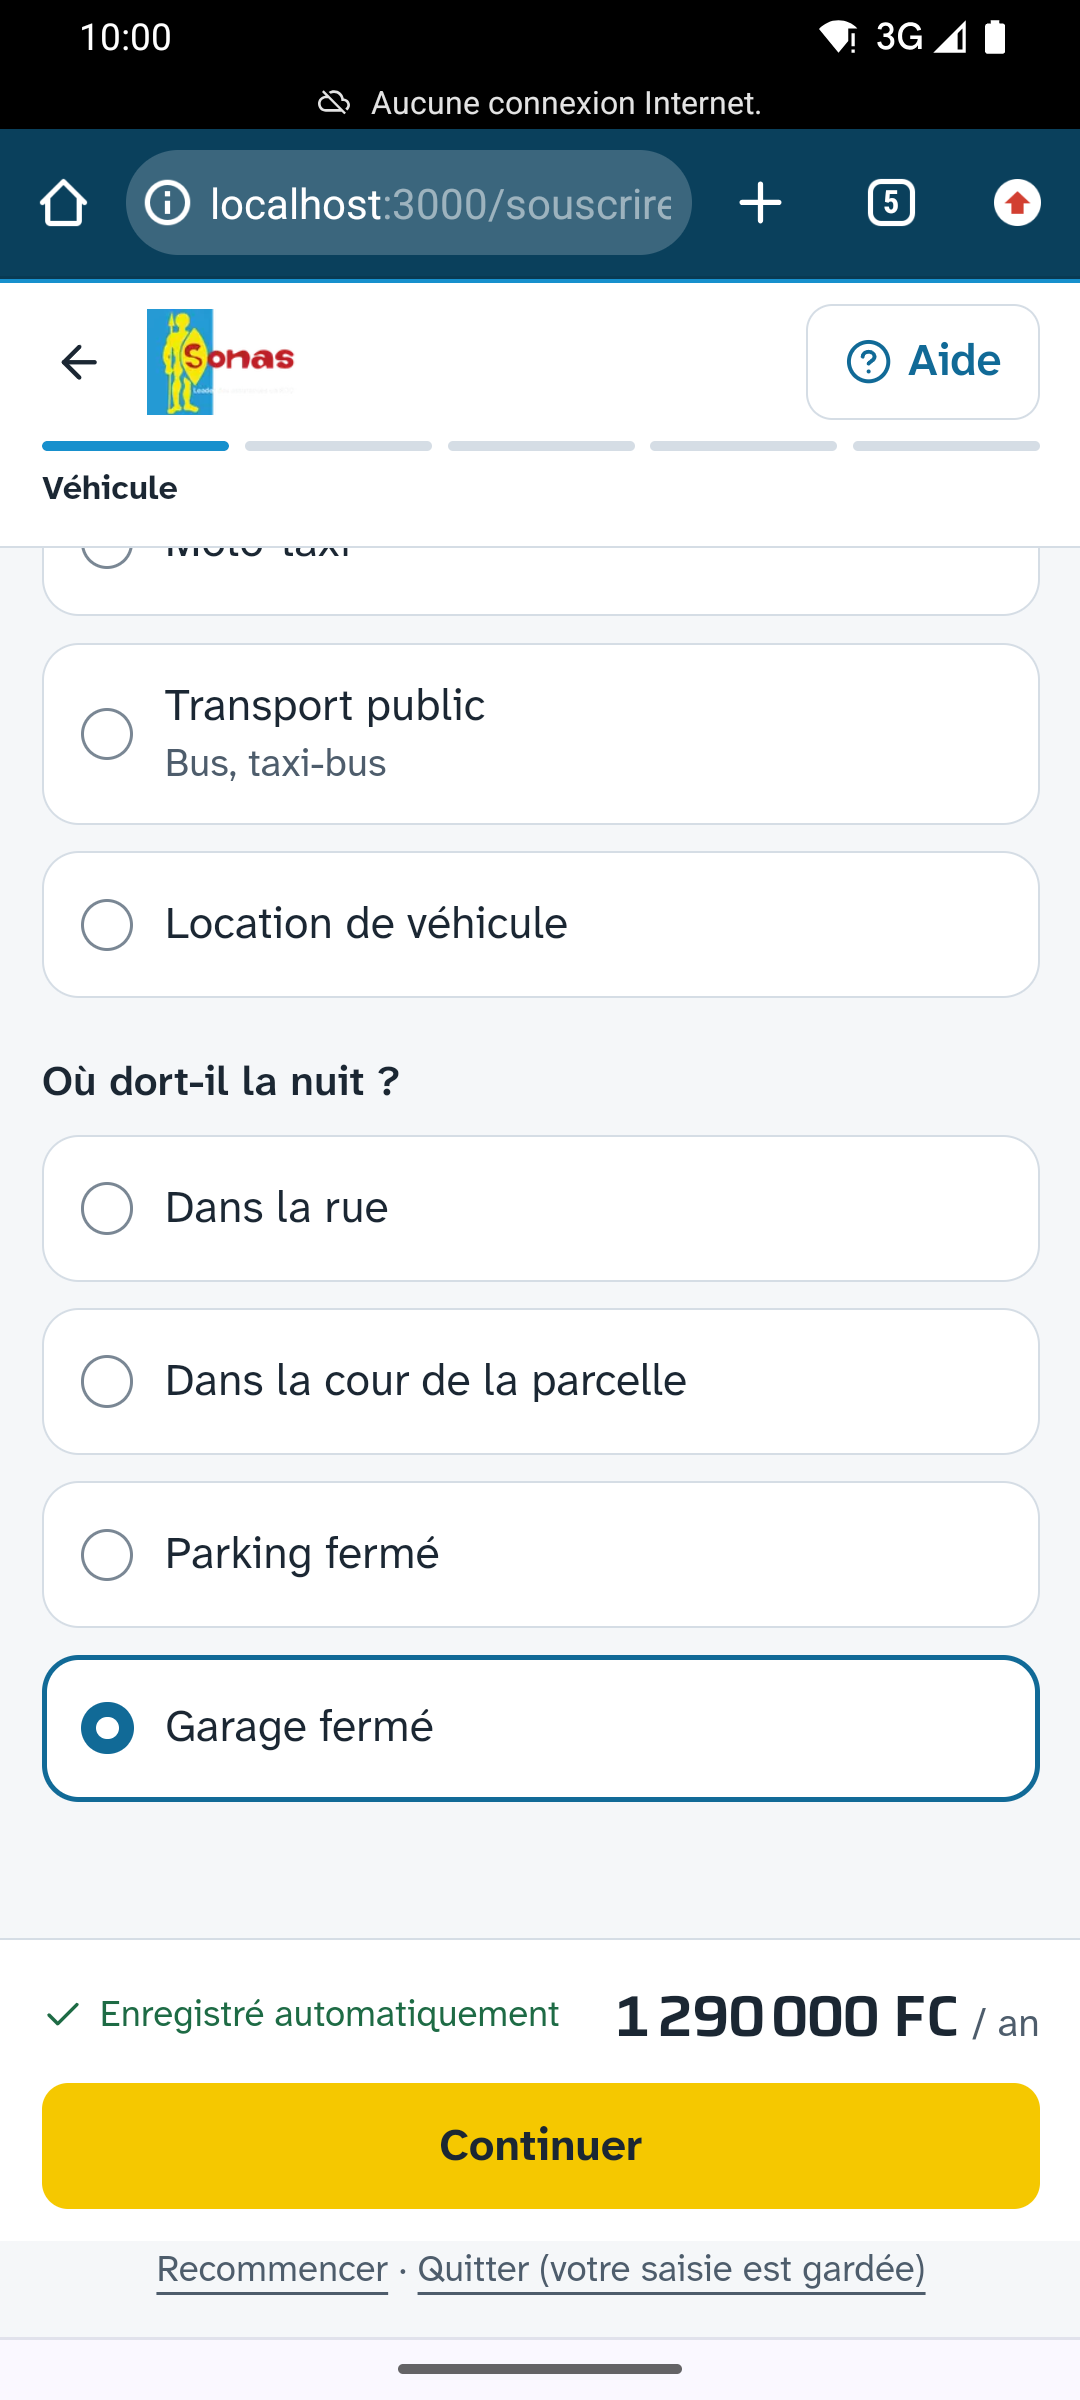 10:00
3G
Aucune connexion Internet.
localhost:3000/souscrire
5
Sonas
Aide
Véhicule
Moto-taxi
Transport public
Bus, taxi-bus
Location de véhicule
Où dort-il la nuit ?
Dans la rue
Dans la cour de la parcelle
Parking fermé
Garage fermé
Enregistré automatiquement
1 290 000 FC / an
Continuer
Recommencer · Quitter (votre saisie est gardée)